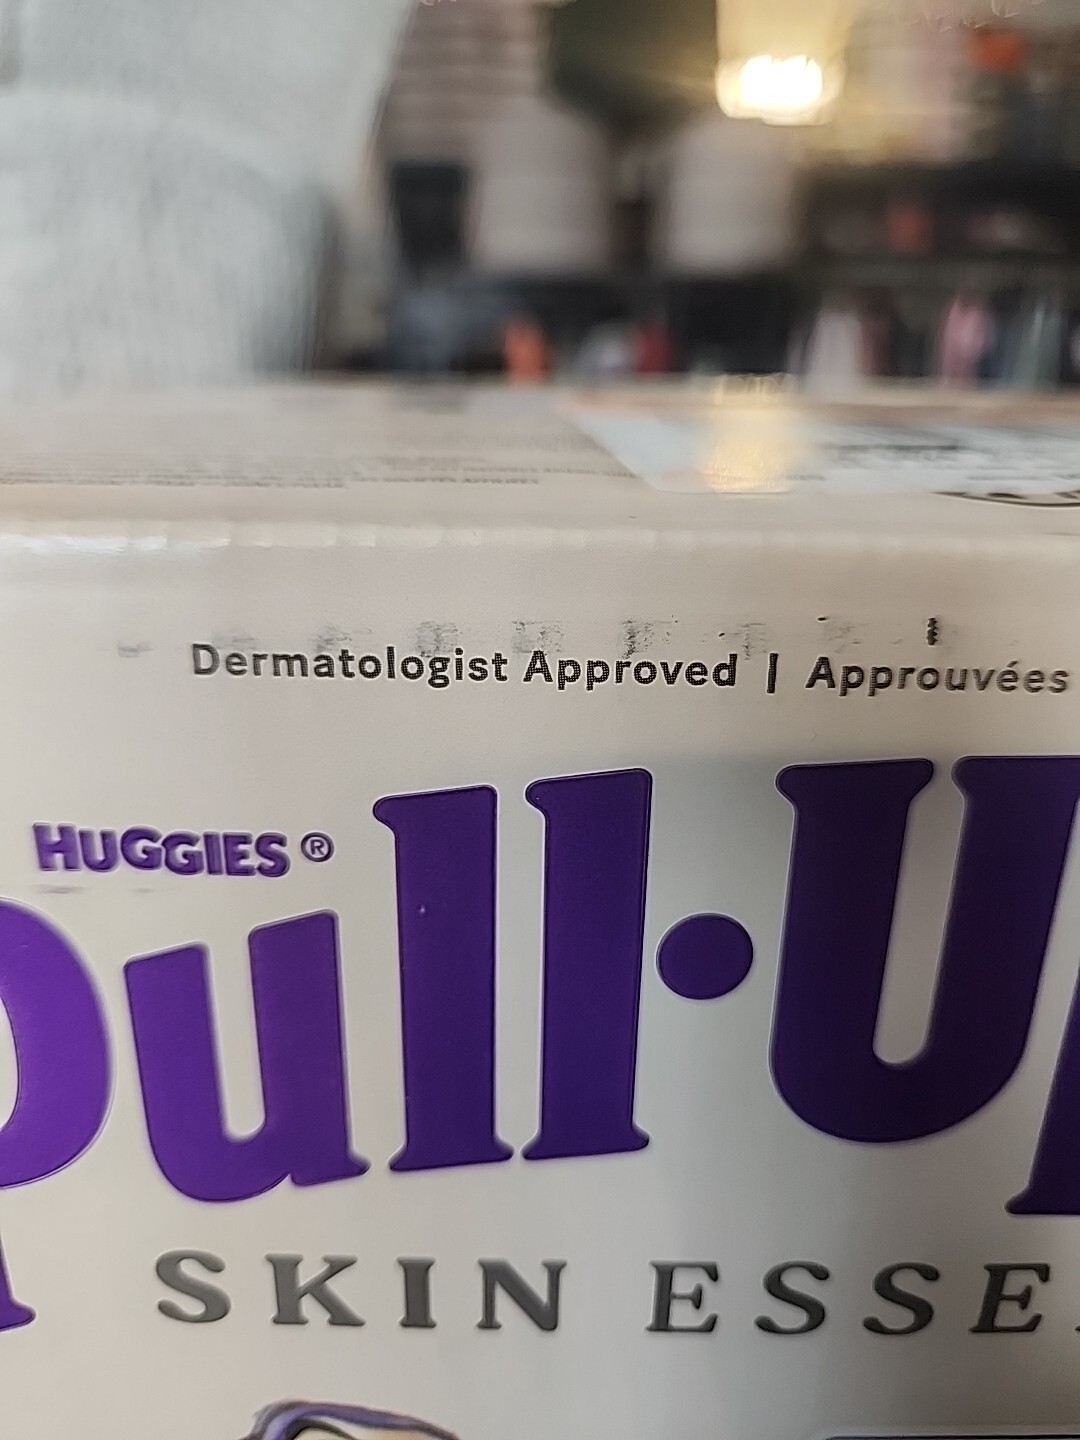 Dermatologist Approved | Approuvées
HUGGIES®
Pull·Up
SKIN ESSE